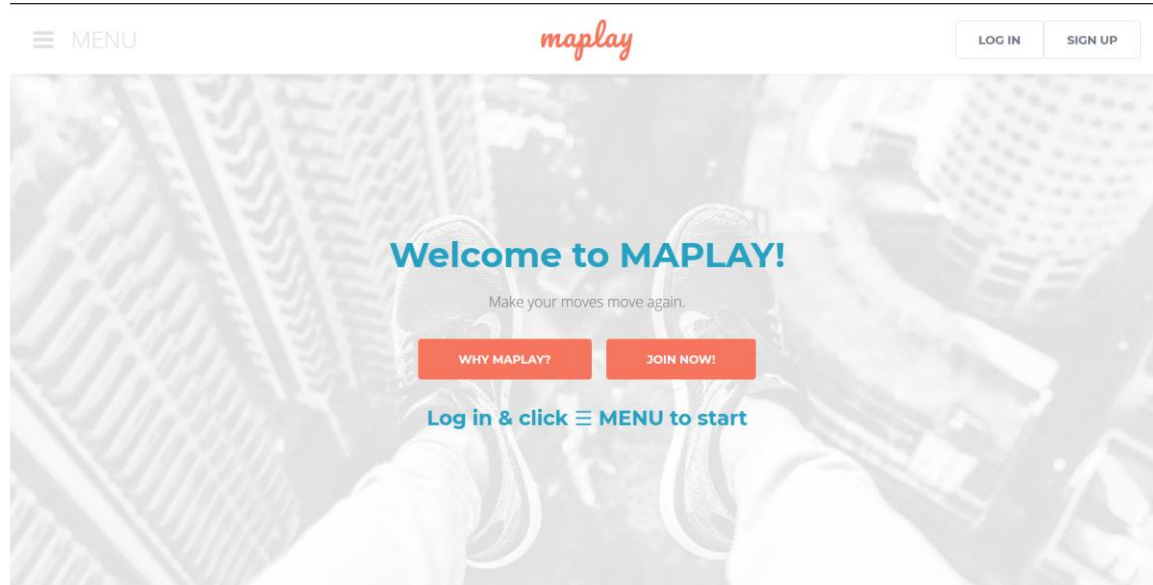 ☰ MENU
maplay
LOG IN
SIGN UP
Welcome to MAPLAY!
Make your moves move again.
WHY MAPLAY?
JOIN NOW!
Log in & click ☰ MENU to start